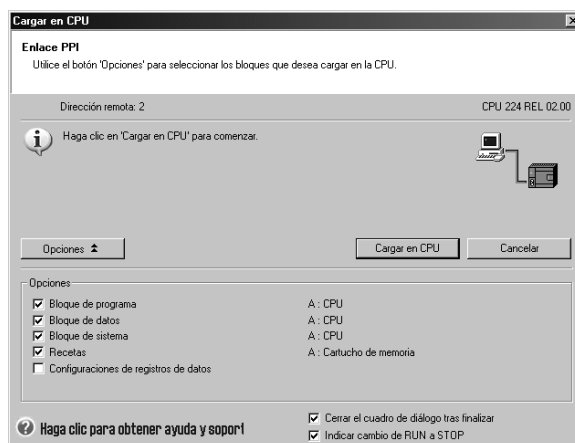 Cargar en CPU
Enlace PPI
Utilice el botón 'Opciones' para seleccionar los bloques que desea cargar en la CPU.
Dirección remota: 2 CPU 224 REL 02.00
Haga clic en 'Cargar en CPU' para comenzar.
Opciones Cargar en CPU Cancelar
Opciones
Bloque de programa A : CPU
Bloque de datos A : CPU
Bloque de sistema A : CPU
Recetas A : Cartucho de memoria
Configuraciones de registros de datos
Haga clic para obtener ayuda y soport
Cerrar el cuadro de diálogo tras finalizar
Indicar cambio de RUN a STOP